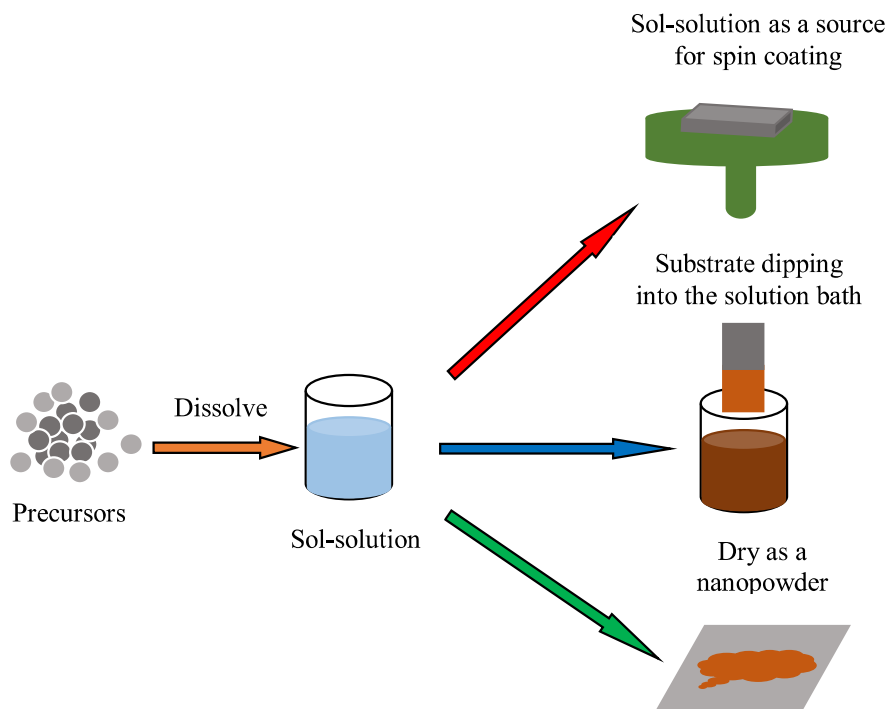 Sol-solution as a source
for spin coating
Substrate dipping
into the solution bath
Dissolve
Precursors
Sol-solution
Dry as a
nanopowder